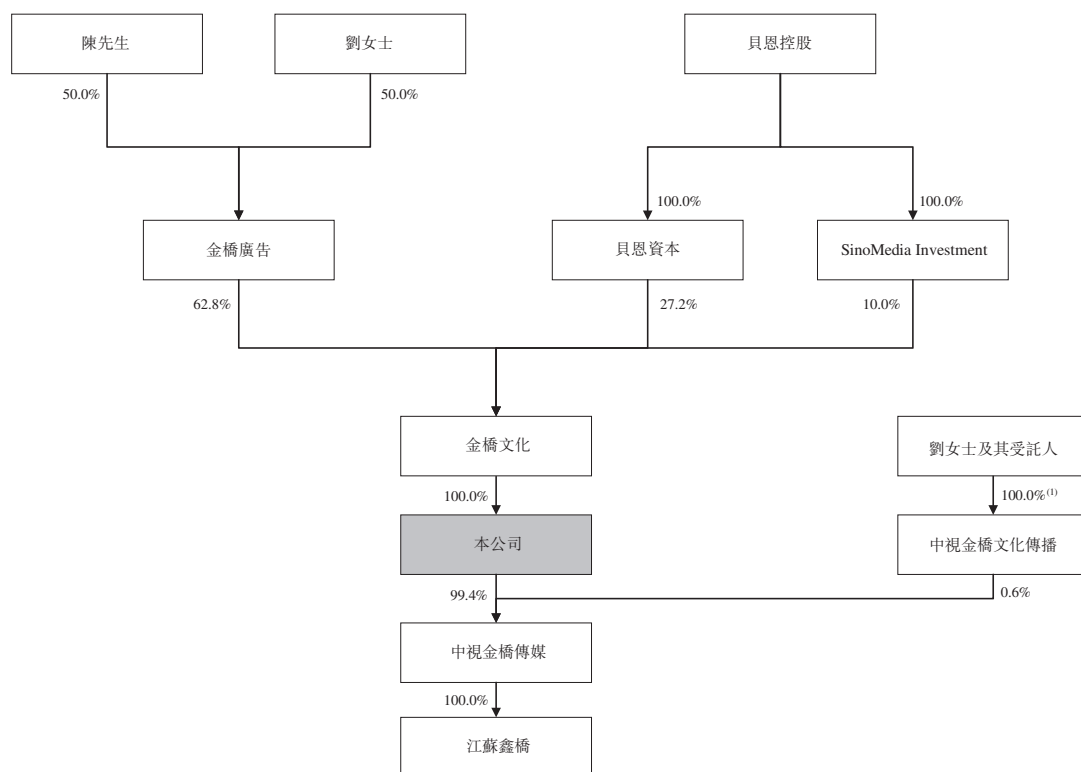 陳先生
劉女士
貝恩控股
50.0%
50.0%
100.0%
100.0%
金橋廣告
貝恩資本
SinoMedia Investment
62.8%
27.2%
10.0%
金橋文化
劉女士及其受託人
100.0%
100.0%(1)
本公司
中視金橋文化傳播
99.4%
0.6%
中視金橋傳媒
100.0%
江蘇鑫橋